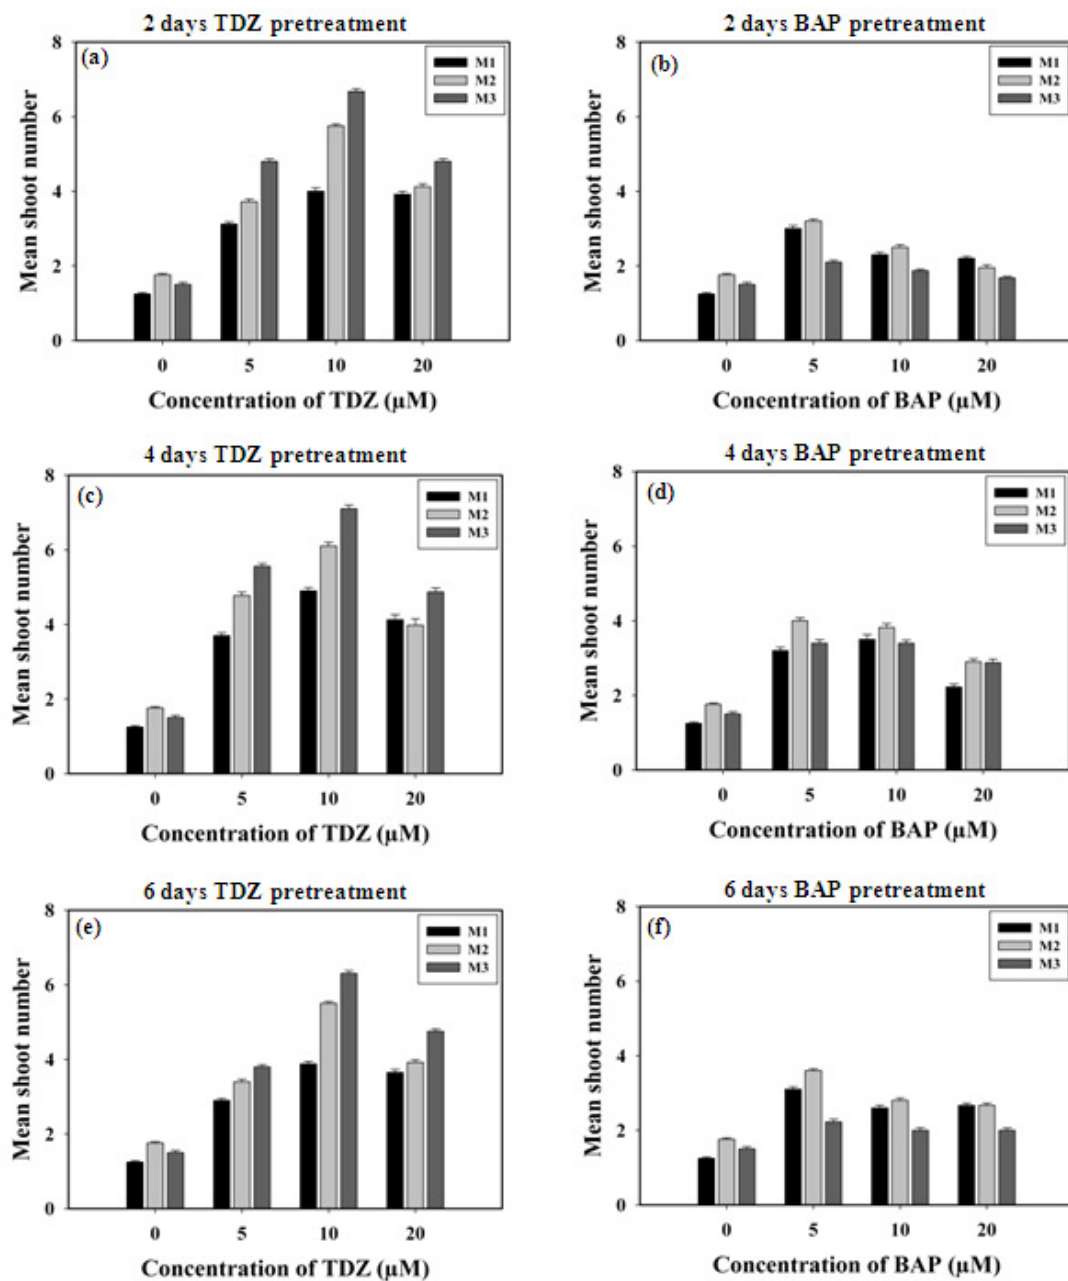 2 days TDZ pretreatment
(a)
M1
M2
M3
8
6
4
2
0
Mean shoot number
0 5 10 20
Concentration of TDZ (µM)
2 days BAP pretreatment
(b)
M1
M2
M3
8
6
4
2
0
Mean shoot number
0 5 10 20
Concentration of BAP (µM)
4 days TDZ pretreatment
(c)
M1
M2
M3
8
6
4
2
0
Mean shoot number
0 5 10 20
Concentration of TDZ (µM)
4 days BAP pretreatment
(d)
M1
M2
M3
8
6
4
2
0
Mean shoot number
0 5 10 20
Concentration of BAP (µM)
6 days TDZ pretreatment
(e)
M1
M2
M3
8
6
4
2
0
Mean shoot number
0 5 10 20
Concentration of TDZ (µM)
6 days BAP pretreatment
(f)
M1
M2
M3
8
6
4
2
0
Mean shoot number
0 5 10 20
Concentration of BAP (µM)